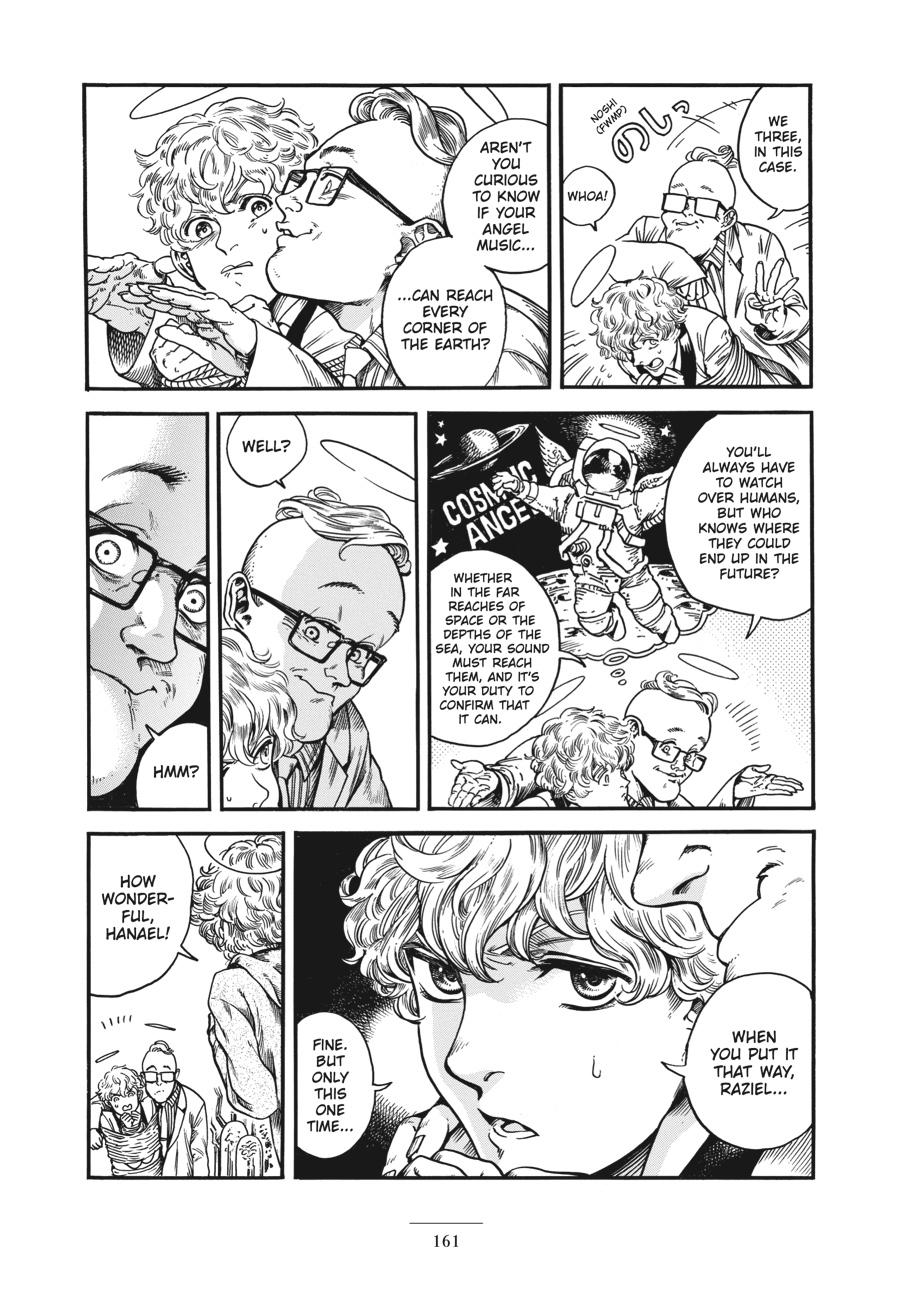 WE
THREE,
IN THIS
CASE.
NOSHI
(FWMP)
のしっ
WHOA!
AREN'T
YOU
CURIOUS
TO KNOW
IF YOUR
ANGEL
MUSIC...
...CAN REACH
EVERY
CORNER OF
THE EARTH?
YOU'LL
ALWAYS HAVE
TO WATCH
OVER HUMANS,
BUT WHO
KNOWS WHERE
THEY COULD
END UP IN THE
FUTURE?
COSMIC
ANGE
WHETHER
IN THE FAR
REACHES OF
SPACE OR THE
DEPTHS OF THE
SEA, YOUR SOUND
MUST REACH
THEM, AND IT'S
YOUR DUTY TO
CONFIRM THAT
IT CAN.
WELL?
HMM?
WHEN
YOU PUT IT
THAT WAY,
RAZIEL...
FINE.
BUT
ONLY
THIS
ONE
TIME...
HOW
WONDER-
FUL,
HANAEL!
161